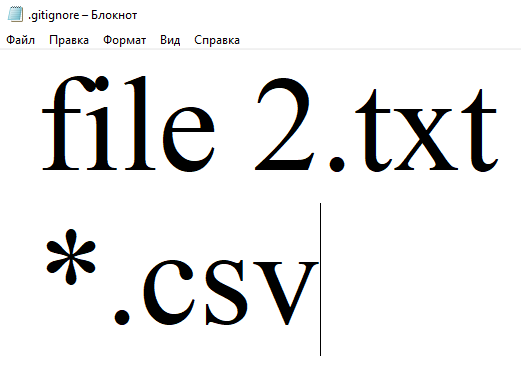 .gitignore – Блокнот
Файл Правка Формат Вид Справка
file 2.txt
*.csv